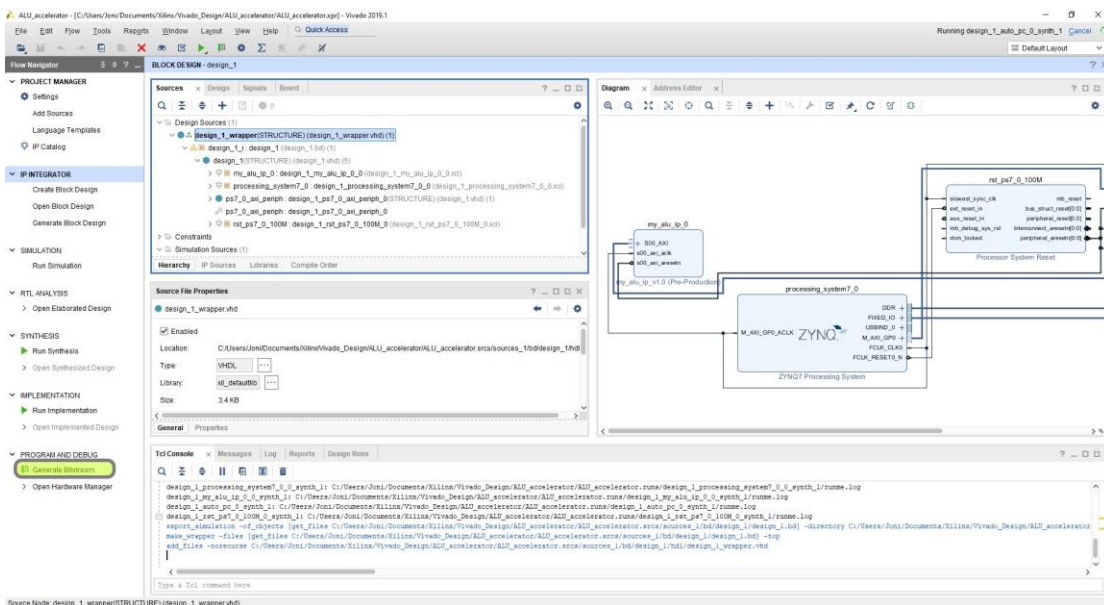 ALU_accelerator - [C:/Users/Joni/Documents/Xilinx/Vivado_Design/ALU_accelerator/ALU_accelerator.xpr] - Vivado 2019.1
File Edit Flow Tools Reports Window Layout View Help Quick Access
Running design_1_auto_pc_0_synth_1 Cancel
Default Layout
Flow Navigator
PROJECT MANAGER
Settings
Add Sources
Language Templates
IP Catalog
IP INTEGRATOR
Create Block Design
Open Block Design
Generate Block Design
SIMULATION
Run Simulation
RTL ANALYSIS
Open Elaborated Design
SYNTHESIS
Run Synthesis
Open Synthesized Design
IMPLEMENTATION
Run Implementation
Open Implemented Design
PROGRAM AND DEBUG
Generate Bitstream
Open Hardware Manager
BLOCK DESIGN - design_1
Sources Design Signals Board
0
Design Sources (1)
design_1_wrapper(STRUCTURE) (design_1_wrapper.vhd) (1)
design_1_i : design_1 (design_1.bd) (1)
design_1(STRUCTURE) (design_1.vhd) (5)
my_alu_ip_0 : design_1_my_alu_ip_0_0 (design_1_my_alu_ip_0_0.xci)
processing_system7_0 : design_1_processing_system7_0_0 (design_1_processing_system7_0_0.xci)
ps7_0_axi_periph : design_1_ps7_0_axi_periph_0(STRUCTURE) (design_1.vhd) (1)
ps7_0_axi_periph : design_1_ps7_0_axi_periph_0
rst_ps7_0_100M : design_1_rst_ps7_0_100M_0 (design_1_rst_ps7_0_100M_0.xci)
Constraints
Simulation Sources (1)
Hierarchy IP Sources Libraries Compile Order
Source File Properties
design_1_wrapper.vhd
Enabled
Location: C:/Users/Joni/Documents/Xilinx/Vivado_Design/ALU_accelerator/ALU_accelerator.srcs/sources_1/bd/design_1/hdl
Type: VHDL
Library: xil_defaultlib
Size: 3.4 KB
General Properties
Diagram Address Editor
my_alu_ip_0
S00_AXI
s00_axi_aclk
s00_axi_aresetn
my_alu_ip_v1.0 (Pre-Production)
processing_system7_0
M_AXI_GP0_ACLK
ZYNQ
DDR
FIXED_IO
USBIND_0
M_AXI_GP0
FCLK_CLK0
FCLK_RESET0_N
ZYNQ7 Processing System
rst_ps7_0_100M
slowest_sync_clk
ext_reset_in
aux_reset_in
mb_debug_sys_rst
dcm_locked
mb_reset
bus_struct_reset[0:0]
peripheral_reset[0:0]
interconnect_aresetn[0:0]
peripheral_aresetn[0:0]
Processor System Reset
Tcl Console Messages Log Reports Design Runs
design_1_processing_system7_0_0_synth_1: C:/Users/Joni/Documents/Xilinx/Vivado_Design/ALU_accelerator/ALU_accelerator.runs/design_1_processing_system7_0_0_synth_1/runme.log
design_1_my_alu_ip_0_0_synth_1: C:/Users/Joni/Documents/Xilinx/Vivado_Design/ALU_accelerator/ALU_accelerator.runs/design_1_my_alu_ip_0_0_synth_1/runme.log
design_1_auto_pc_0_synth_1: C:/Users/Joni/Documents/Xilinx/Vivado_Design/ALU_accelerator/ALU_accelerator.runs/design_1_auto_pc_0_synth_1/runme.log
design_1_rst_ps7_0_100M_0_synth_1: C:/Users/Joni/Documents/Xilinx/Vivado_Design/ALU_accelerator/ALU_accelerator.runs/design_1_rst_ps7_0_100M_0_synth_1/runme.log
export_simulation -of_objects [get_files C:/Users/Joni/Documents/Xilinx/Vivado_Design/ALU_accelerator/ALU_accelerator.srcs/sources_1/bd/design_1/design_1.bd] -directory C:/Users/Joni/Documents/Xilinx/Vivado_Design/ALU_accelerator
make_wrapper -files [get_files C:/Users/Joni/Documents/Xilinx/Vivado_Design/ALU_accelerator/ALU_accelerator.srcs/sources_1/bd/design_1/design_1.bd] -top
add_files -norecurse C:/Users/Joni/Documents/Xilinx/Vivado_Design/ALU_accelerator/ALU_accelerator.srcs/sources_1/bd/design_1/hdl/design_1_wrapper.vhd
Type a Tcl command here
Source Node: design_1_wrapper(STRUCTURE) (design_1_wrapper.vhd)